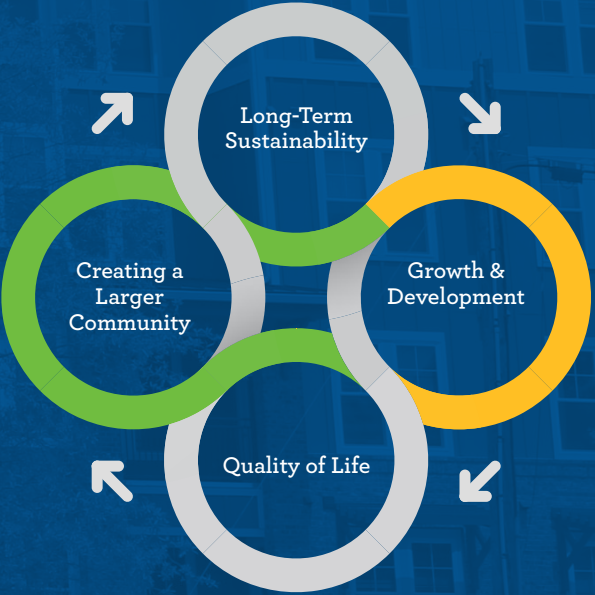 Long-Term
Sustainability
Creating a
Larger
Community
Growth &
Development
Quality of Life